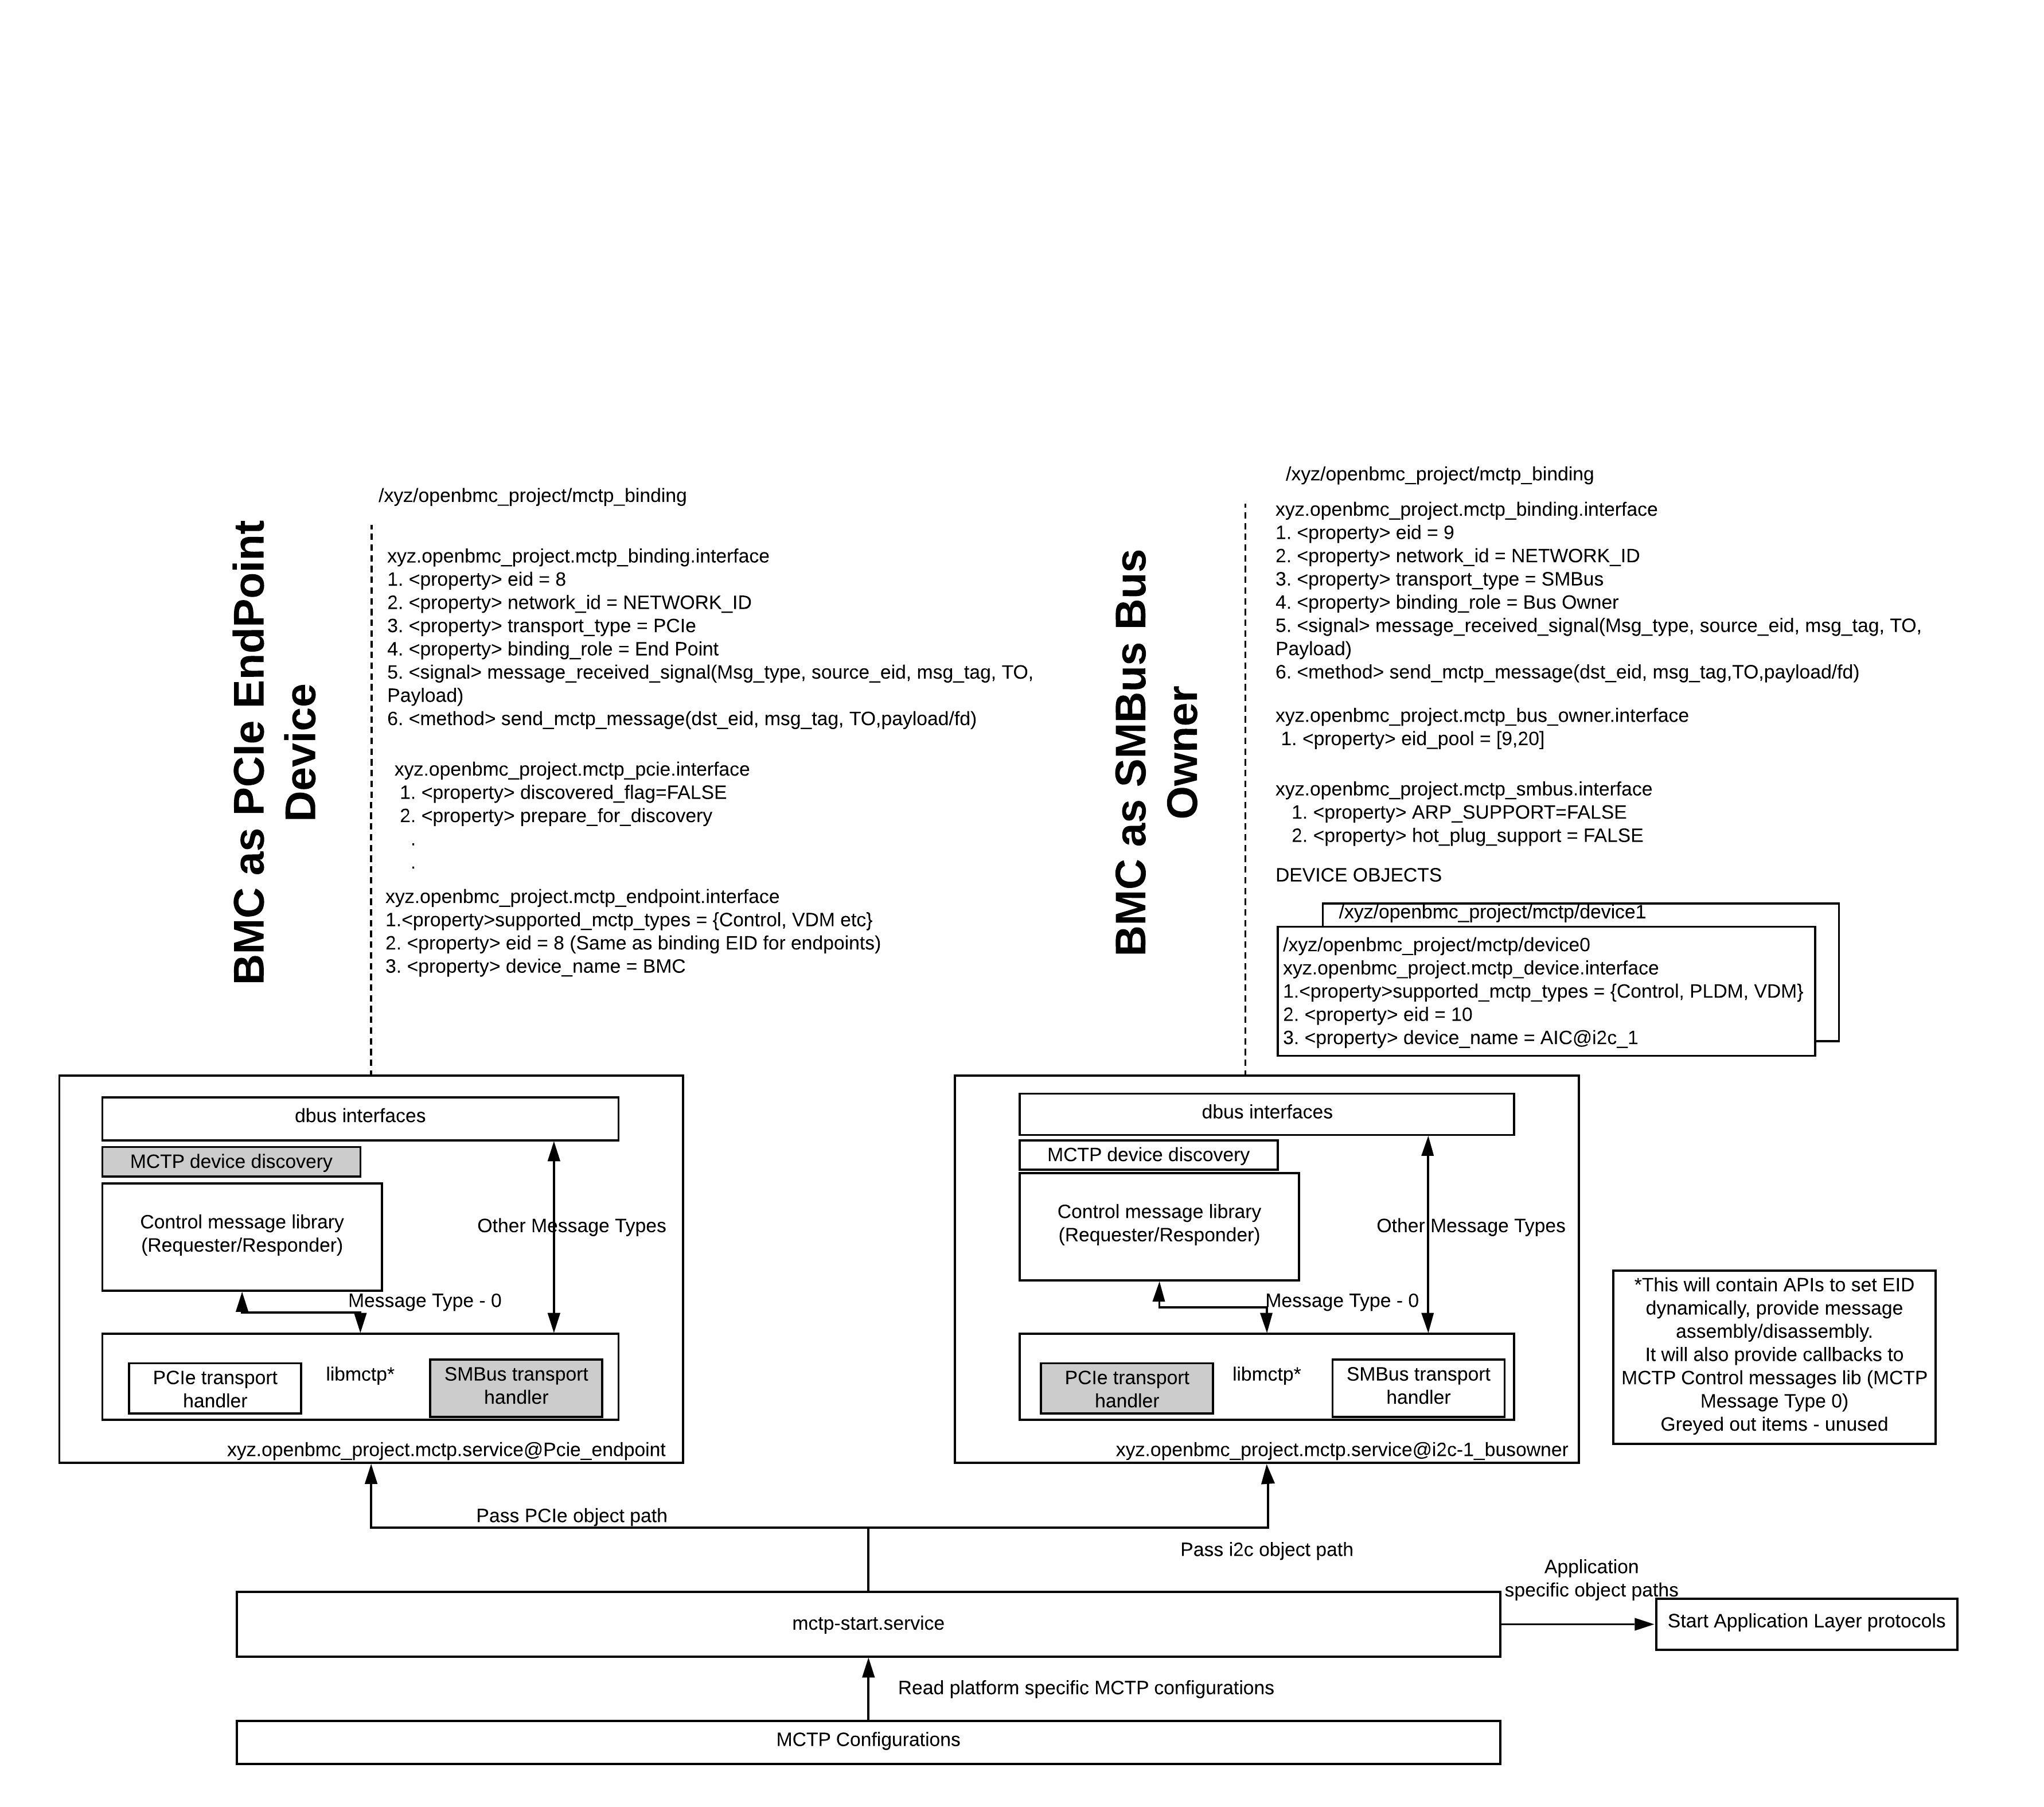 BMC as PCIe EndPoint
Device
/xyz/openbmc_project/mctp_binding
xyz.openbmc_project.mctp_binding.interface
1. <property> eid = 8
2. <property> network_id = NETWORK_ID
3. <property> transport_type = PCIe
4. <property> binding_role = End Point
5. <signal> message_received_signal(Msg_type, source_eid, msg_tag, TO,
Payload)
6. <method> send_mctp_message(dst_eid, msg_tag, TO,payload/fd)
xyz.openbmc_project.mctp_pcie.interface
1. <property> discovered_flag=FALSE
2. <property> prepare_for_discovery
.
.
xyz.openbmc_project.mctp_endpoint.interface
1.<property>supported_mctp_types = {Control, VDM etc}
2. <property> eid = 8 (Same as binding EID for endpoints)
3. <property> device_name = BMC
BMC as SMBus Bus
Owner
/xyz/openbmc_project/mctp_binding
xyz.openbmc_project.mctp_binding.interface
1. <property> eid = 9
2. <property> network_id = NETWORK_ID
3. <property> transport_type = SMBus
4. <property> binding_role = Bus Owner
5. <signal> message_received_signal(Msg_type, source_eid, msg_tag, TO,
Payload)
6. <method> send_mctp_message(dst_eid, msg_tag,TO,payload/fd)
xyz.openbmc_project.mctp_bus_owner.interface
1. <property> eid_pool = [9,20]
xyz.openbmc_project.mctp_smbus.interface
1. <property> ARP_SUPPORT=FALSE
2. <property> hot_plug_support = FALSE
DEVICE OBJECTS
/xyz/openbmc_project/mctp/device1
/xyz/openbmc_project/mctp/device0
xyz.openbmc_project.mctp_device.interface
1.<property>supported_mctp_types = {Control, PLDM, VDM}
2. <property> eid = 10
3. <property> device_name = AIC@i2c_1
dbus interfaces
MCTP device discovery
Control message library
(Requester/Responder)
Other Message Types
Message Type - 0
PCIe transport
handler
libmctp*
SMBus transport
handler
xyz.openbmc_project.mctp.service@Pcie_endpoint
dbus interfaces
MCTP device discovery
Control message library
(Requester/Responder)
Other Message Types
Message Type - 0
PCIe transport
handler
libmctp*
SMBus transport
handler
xyz.openbmc_project.mctp.service@i2c-1_busowner
*This will contain APIs to set EID
dynamically, provide message
assembly/disassembly.
It will also provide callbacks to
MCTP Control messages lib (MCTP
Message Type 0)
Greyed out items - unused
Pass PCIe object path
Pass i2c object path
Application
specific object paths
mctp-start.service
Start Application Layer protocols
Read platform specific MCTP configurations
MCTP Configurations